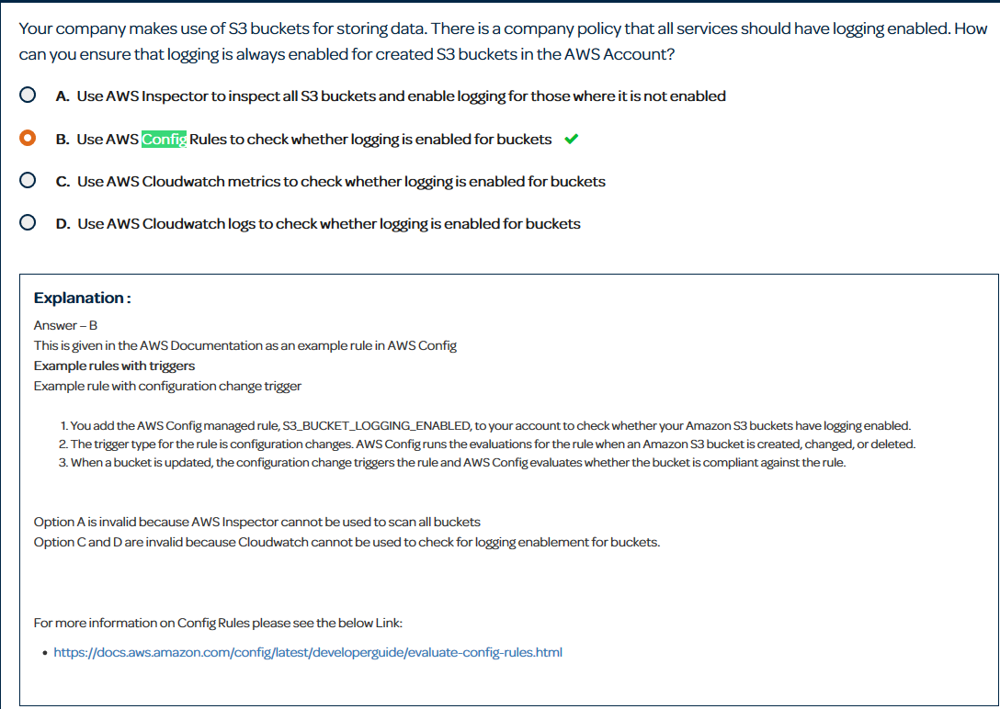 Your company makes use of S3 buckets for storing data. There is a company policy that all services should have logging enabled. How
can you ensure that logging is always enabled for created S3 buckets in the AWS Account?
A. Use AWS Inspector to inspect all S3 buckets and enable logging for those where it is not enabled
B. Use AWS Config Rules to check whether logging is enabled for buckets
C. Use AWS Cloudwatch metrics to check whether logging is enabled for buckets
D. Use AWS Cloudwatch logs to check whether logging is enabled for buckets
Explanation :
Answer – B
This is given in the AWS Documentation as an example rule in AWS Config
Example rules with triggers
Example rule with configuration change trigger
1. You add the AWS Config managed rule, S3_BUCKET_LOGGING_ENABLED, to your account to check whether your Amazon S3 buckets have logging enabled.
2. The trigger type for the rule is configuration changes. AWS Config runs the evaluations for the rule when an Amazon S3 bucket is created, changed, or deleted.
3. When a bucket is updated, the configuration change triggers the rule and AWS Config evaluates whether the bucket is compliant against the rule.
Option A is invalid because AWS Inspector cannot be used to scan all buckets
Option C and D are invalid because Cloudwatch cannot be used to check for logging enablement for buckets.
For more information on Config Rules please see the below Link:
• https://docs.aws.amazon.com/config/latest/developerguide/evaluate-config-rules.html